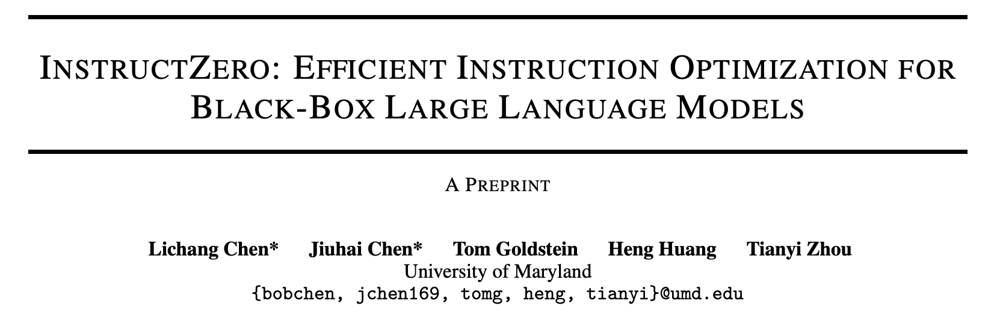 INSTRUCTZERO: EFFICIENT INSTRUCTION OPTIMIZATION FOR
BLACK-BOX LARGE LANGUAGE MODELS
A PREPRINT
Lichang Chen* Jiuhai Chen* Tom Goldstein Heng Huang Tianyi Zhou
University of Maryland
{bobchen, jchen169, tomg, heng, tianyi}@umd.edu